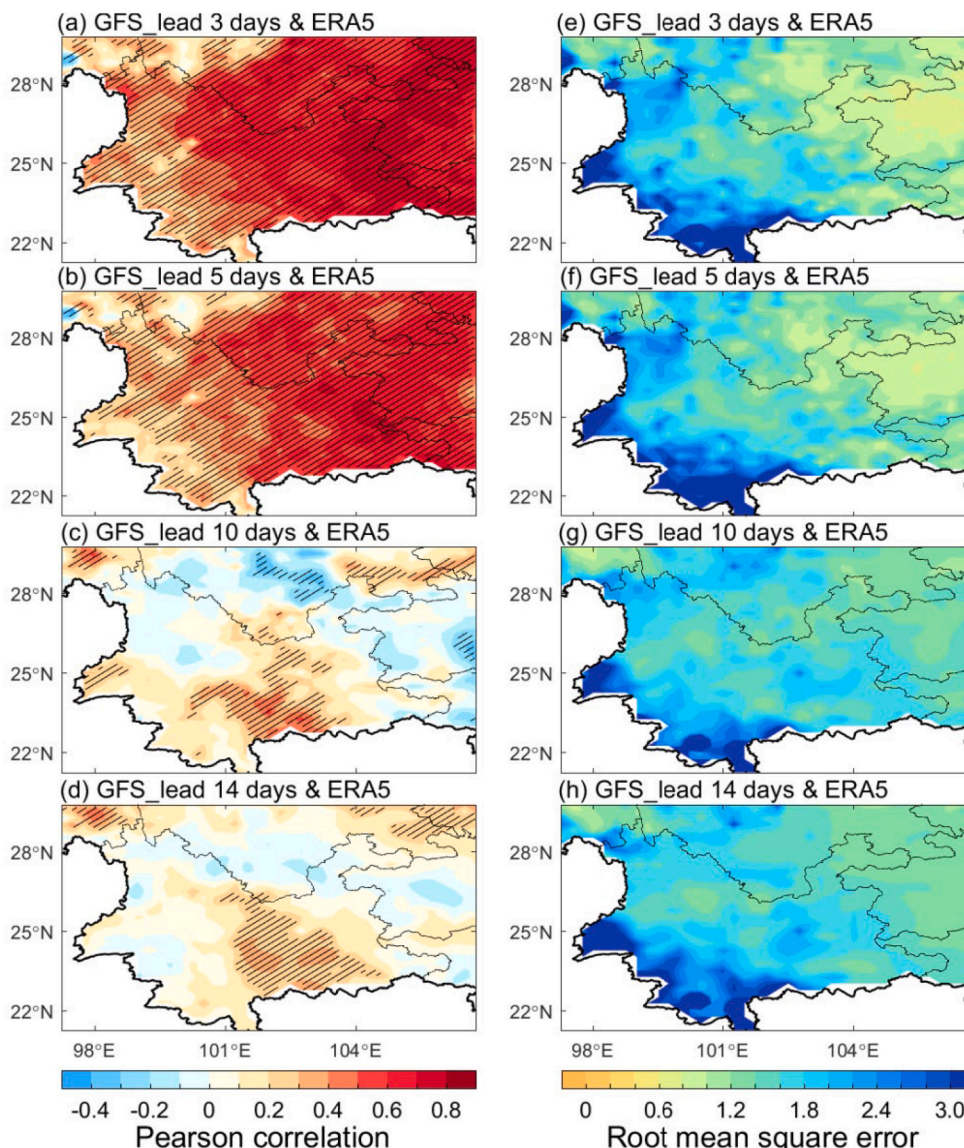 (a) GFS_lead 3 days & ERA5
28°N
25°N
22°N
(e) GFS_lead 3 days & ERA5
28°N
25°N
22°N
(b) GFS_lead 5 days & ERA5
28°N
25°N
22°N
(f) GFS_lead 5 days & ERA5
28°N
25°N
22°N
(c) GFS_lead 10 days & ERA5
28°N
25°N
22°N
(g) GFS_lead 10 days & ERA5
28°N
25°N
22°N
(d) GFS_lead 14 days & ERA5
28°N
25°N
22°N
98°E 101°E 104°E
(h) GFS_lead 14 days & ERA5
28°N
25°N
22°N
98°E 101°E 104°E
-0.4 -0.2 0 0.2 0.4 0.6 0.8
Pearson correlation
0 0.6 1.2 1.8 2.4 3.0
Root mean square error